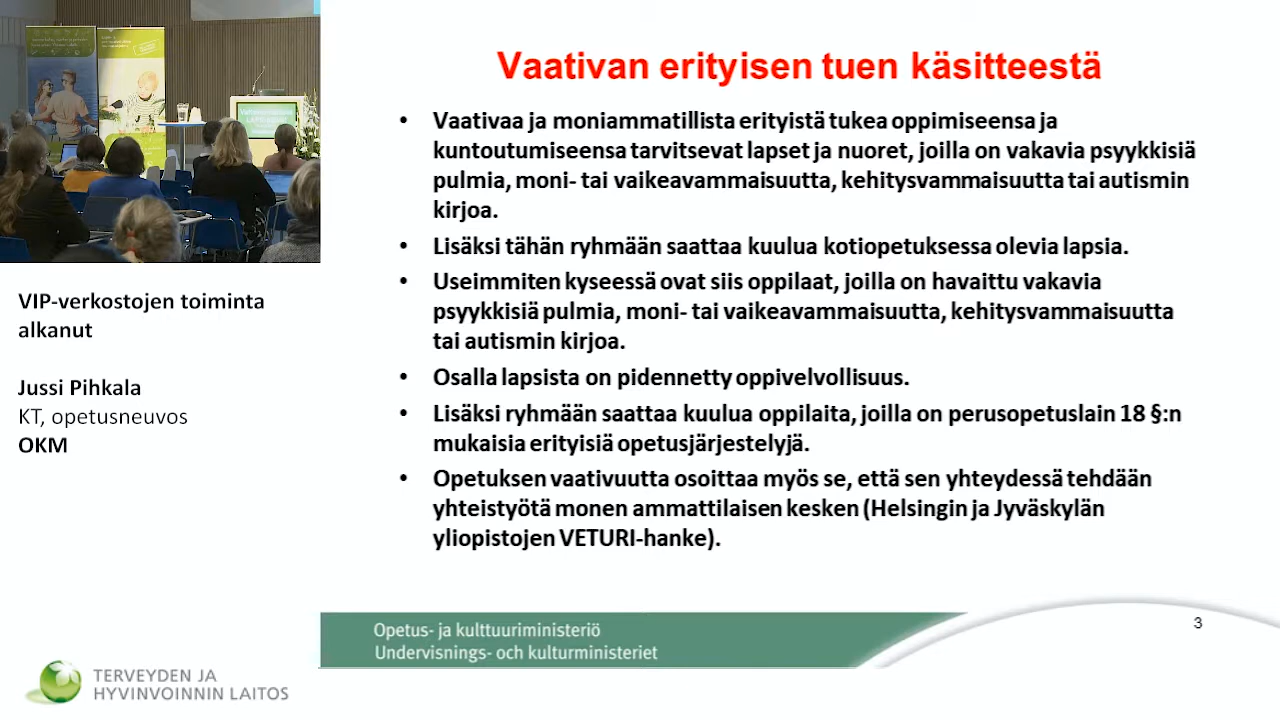 Vaativan erityisen tuen käsitteestä
• Vaativaa ja moniammatillista erityistä tukea oppimiseensa ja
kuntoutumiseensa tarvitsevat lapset ja nuoret, joilla on vakavia psyykkisiä
pulmia, moni- tai vaikeavammaisuutta, kehitysvammaisuutta tai autismin
kirjoa.
• Lisäksi tähän ryhmään saattaa kuulua kotiopetuksessa olevia lapsia.
• Useimmiten kyseessä ovat siis oppilaat, joilla on havaittu vakavia
psyykkisiä pulmia, moni- tai vaikeavammaisuutta, kehitysvammaisuutta
tai autismin kirjoa.
• Osalla lapsista on pidennetty oppivelvollisuus.
• Lisäksi ryhmään saattaa kuulua oppilaita, joilla on perusopetuslain 18 §:n
mukaisia erityisiä opetusjärjestelyjä.
• Opetuksen vaativuutta osoittaa myös se, että sen yhteydessä tehdään
yhteistyötä monen ammattilaisen kesken (Helsingin ja Jyväskylän
yliopistojen VETURI-hanke).
VIP-verkostojen toiminta
alkanut
Jussi Pihkala
KT, opetusneuvos
OKM
Opetus- ja kulttuuriministeriö
Undervisnings- och kulturministeriet
3
TERVEYDEN JA
HYVINVOINNIN LAITOS